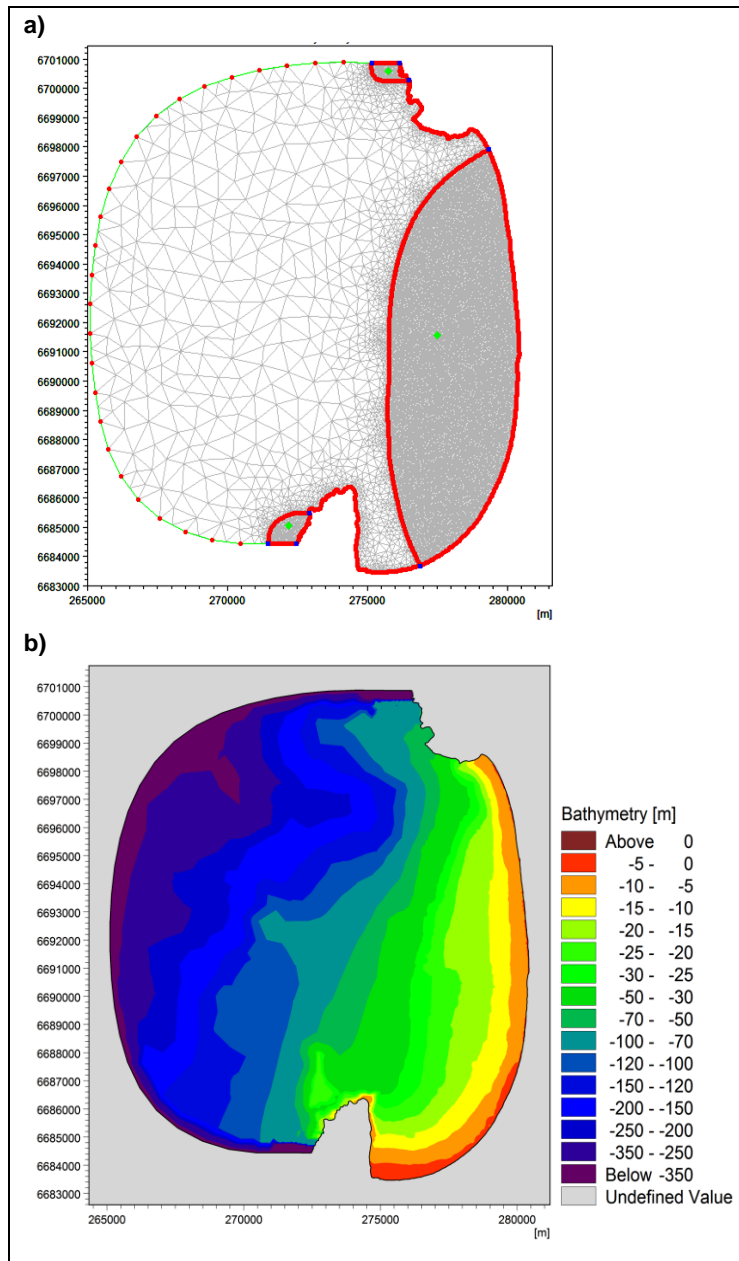 a)
6701000
6700000
6699000
6698000
6697000
6696000
6695000
6694000
6693000
6692000
6691000
6690000
6689000
6688000
6687000
6686000
6685000
6684000
6683000
265000 270000 275000 280000
[m]
b)
6701000
6700000
6699000
6698000
6697000
6696000
6695000
6694000
6693000
6692000
6691000
6690000
6689000
6688000
6687000
6686000
6685000
6684000
6683000
265000 270000 275000 280000
[m]
Bathymetry [m]
Above 0
-5 - 0
-10 - -5
-15 - -10
-20 - -15
-25 - -20
-30 - -25
-50 - -30
-70 - -50
-100 - -70
-120 - -100
-150 - -120
-200 - -150
-250 - -200
-350 - -250
Below -350
Undefined Value